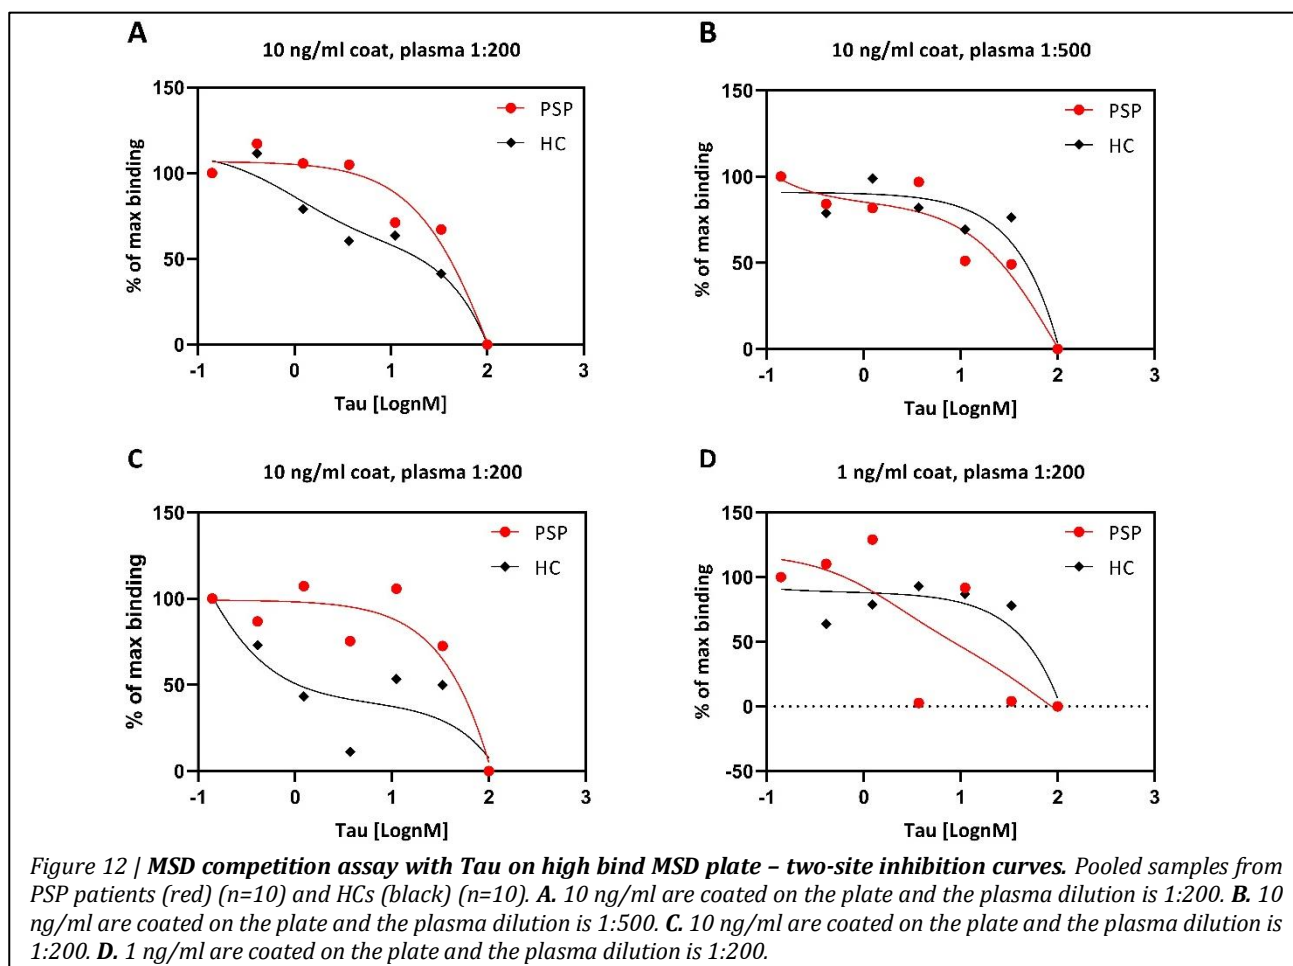 A
10 ng/ml coat, plasma 1:200
150
100
50
0
-1
0
1
2
3
% of max binding
Tau [LognM]
PSP
HC
B
10 ng/ml coat, plasma 1:500
150
100
50
0
-1
0
1
2
3
% of max binding
Tau [LognM]
PSP
HC
C
10 ng/ml coat, plasma 1:200
150
100
50
0
-1
0
1
2
3
% of max binding
Tau [LognM]
PSP
HC
D
1 ng/ml coat, plasma 1:200
150
100
50
0
-50
-1
0
1
2
3
% of max binding
Tau [LognM]
PSP
HC
Figure 12 | MSD competition assay with Tau on high bind MSD plate – two-site inhibition curves. Pooled samples from
PSP patients (red) (n=10) and HCs (black) (n=10). A. 10 ng/ml are coated on the plate and the plasma dilution is 1:200. B. 10
ng/ml are coated on the plate and the plasma dilution is 1:500. C. 10 ng/ml are coated on the plate and the plasma dilution is
1:200. D. 1 ng/ml are coated on the plate and the plasma dilution is 1:200.